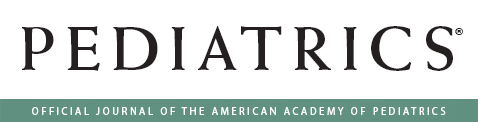 PEDIATRICS®
OFFICIAL JOURNAL OF THE AMERICAN ACADEMY OF PEDIATRICS